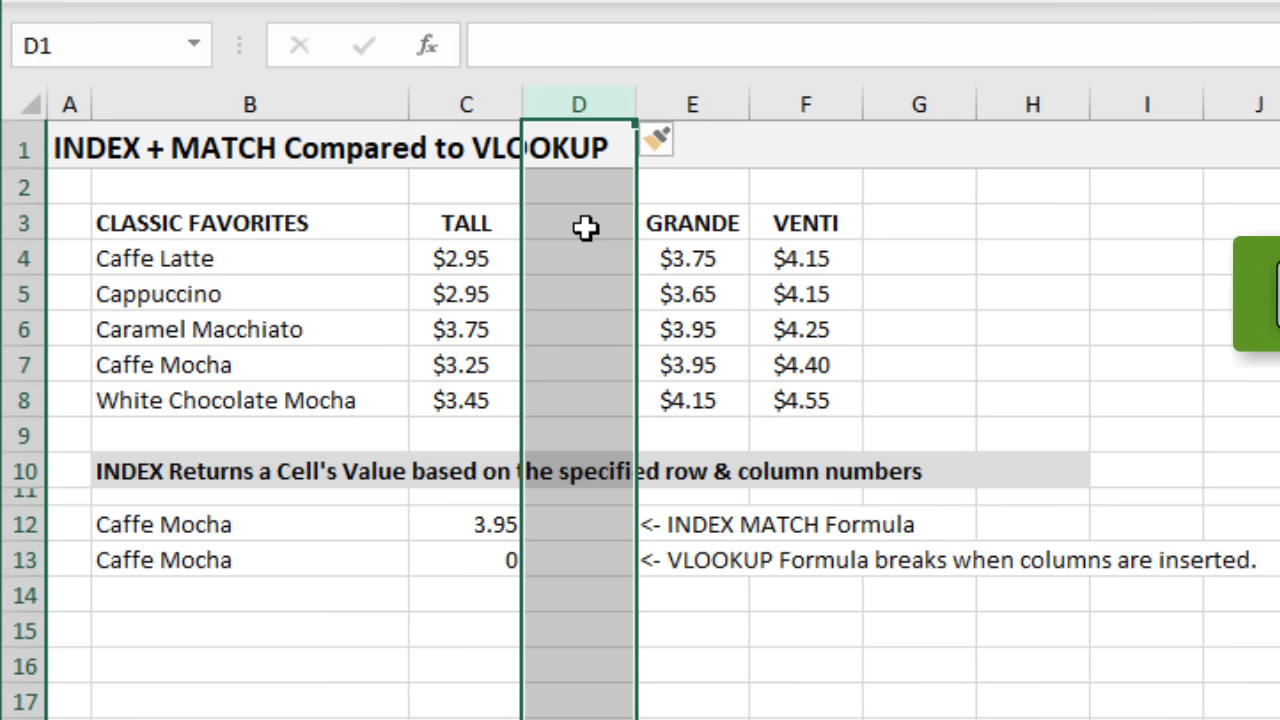 D1 fx
A B C D E F G H I J
1 INDEX + MATCH Compared to VLOOKUP
2
3 CLASSIC FAVORITES TALL GRANDE VENTI
4 Caffe Latte $2.95 $3.75 $4.15
5 Cappuccino $2.95 $3.65 $4.15
6 Caramel Macchiato $3.75 $3.95 $4.25
7 Caffe Mocha $3.25 $3.95 $4.40
8 White Chocolate Mocha $3.45 $4.15 $4.55
9
10 INDEX Returns a Cell's Value based on the specified row & column numbers
11
12 Caffe Mocha 3.95 <- INDEX MATCH Formula
13 Caffe Mocha 0 <- VLOOKUP Formula breaks when columns are inserted.
14
15
16
17